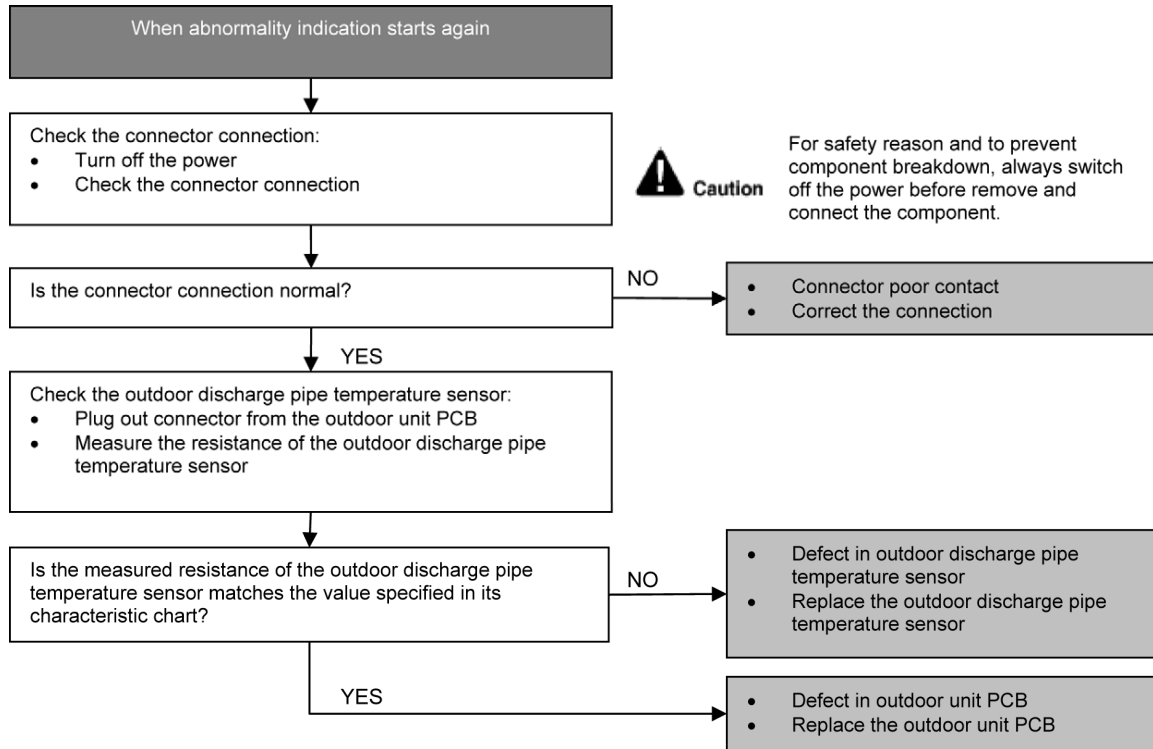 When abnormality indication starts again
Check the connector connection:
• Turn off the power
• Check the connector connection
Caution
For safety reason and to prevent
component breakdown, always switch
off the power before remove and
connect the component.
Is the connector connection normal?
NO
• Connector poor contact
• Correct the connection
YES
Check the outdoor discharge pipe temperature sensor:
• Plug out connector from the outdoor unit PCB
• Measure the resistance of the outdoor discharge pipe
temperature sensor
Is the measured resistance of the outdoor discharge pipe
temperature sensor matches the value specified in its
characteristic chart?
NO
• Defect in outdoor discharge pipe
temperature sensor
• Replace the outdoor discharge pipe
temperature sensor
YES
• Defect in outdoor unit PCB
• Replace the outdoor unit PCB